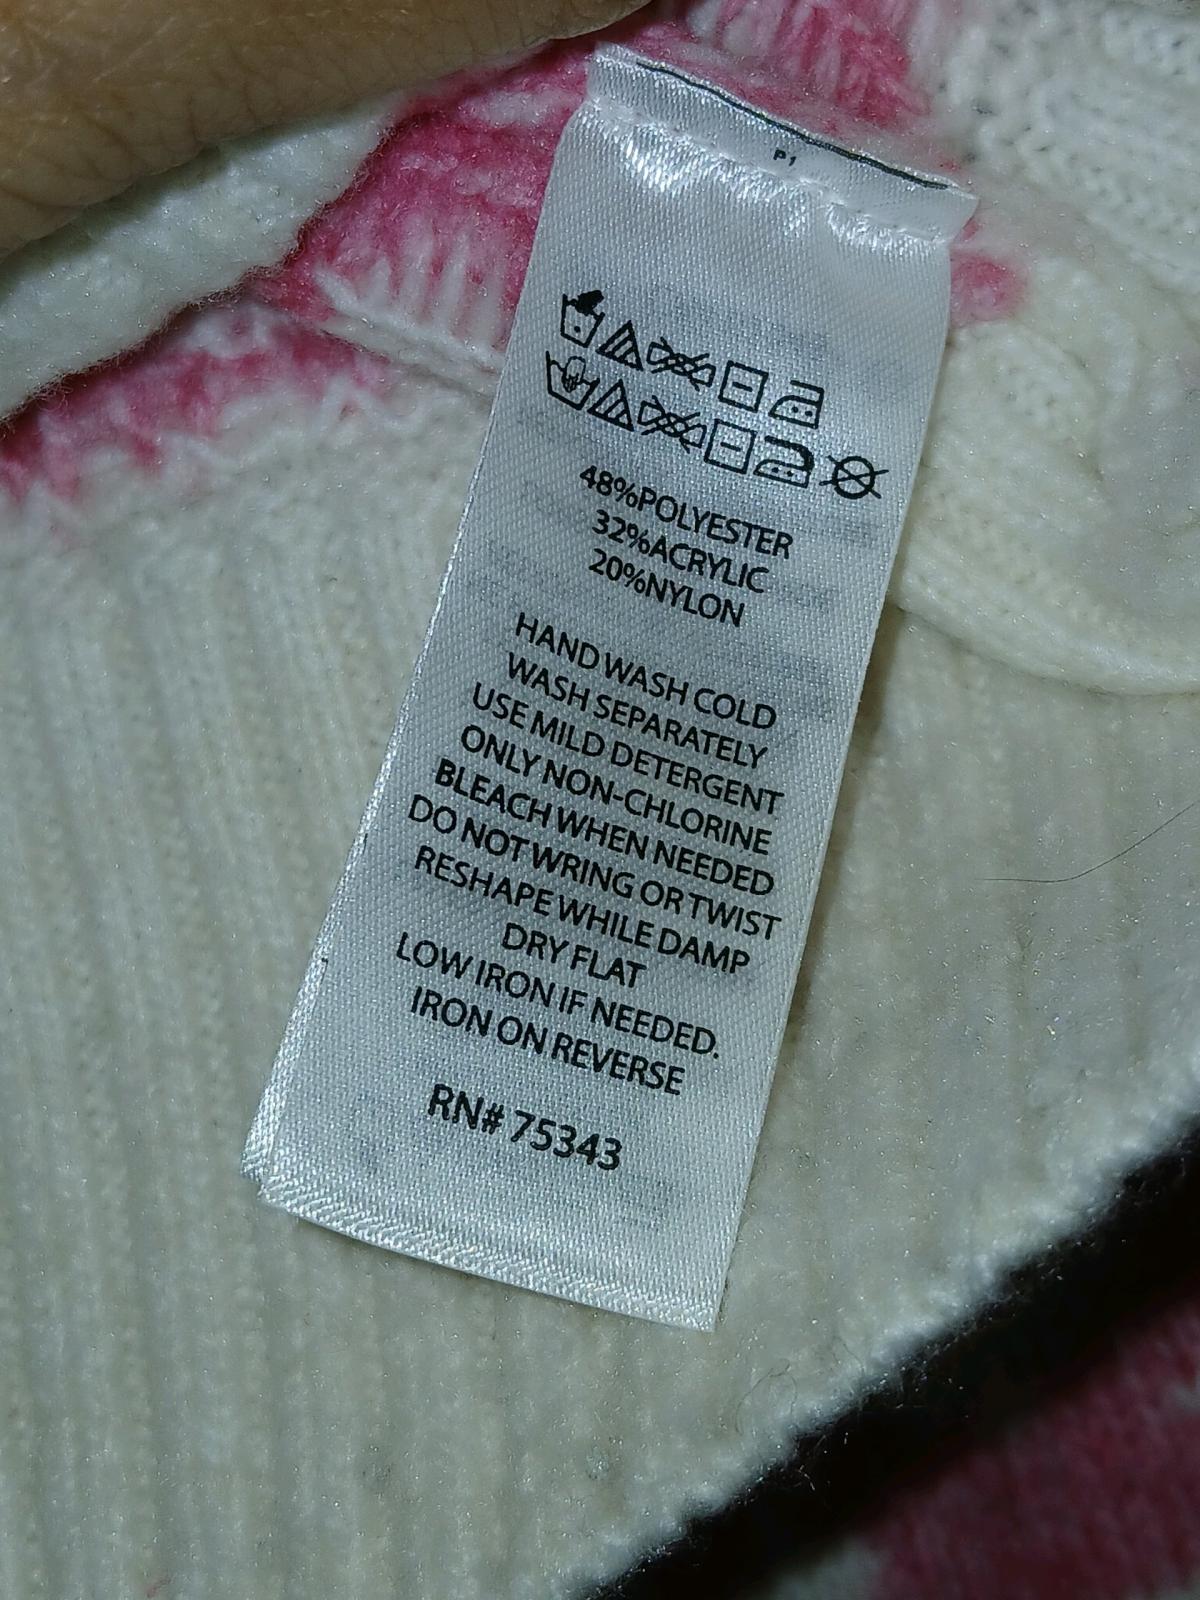 P1
48%POLYESTER
32%ACRYLIC
20%NYLON
HAND WASH COLD
WASH SEPARATELY
USE MILD DETERGENT
ONLY NON-CHLORINE
BLEACH WHEN NEEDED
DO NOT WRING OR TWIST
RESHAPE WHILE DAMP
DRY FLAT
LOW IRON IF NEEDED.
IRON ON REVERSE
RN# 75343